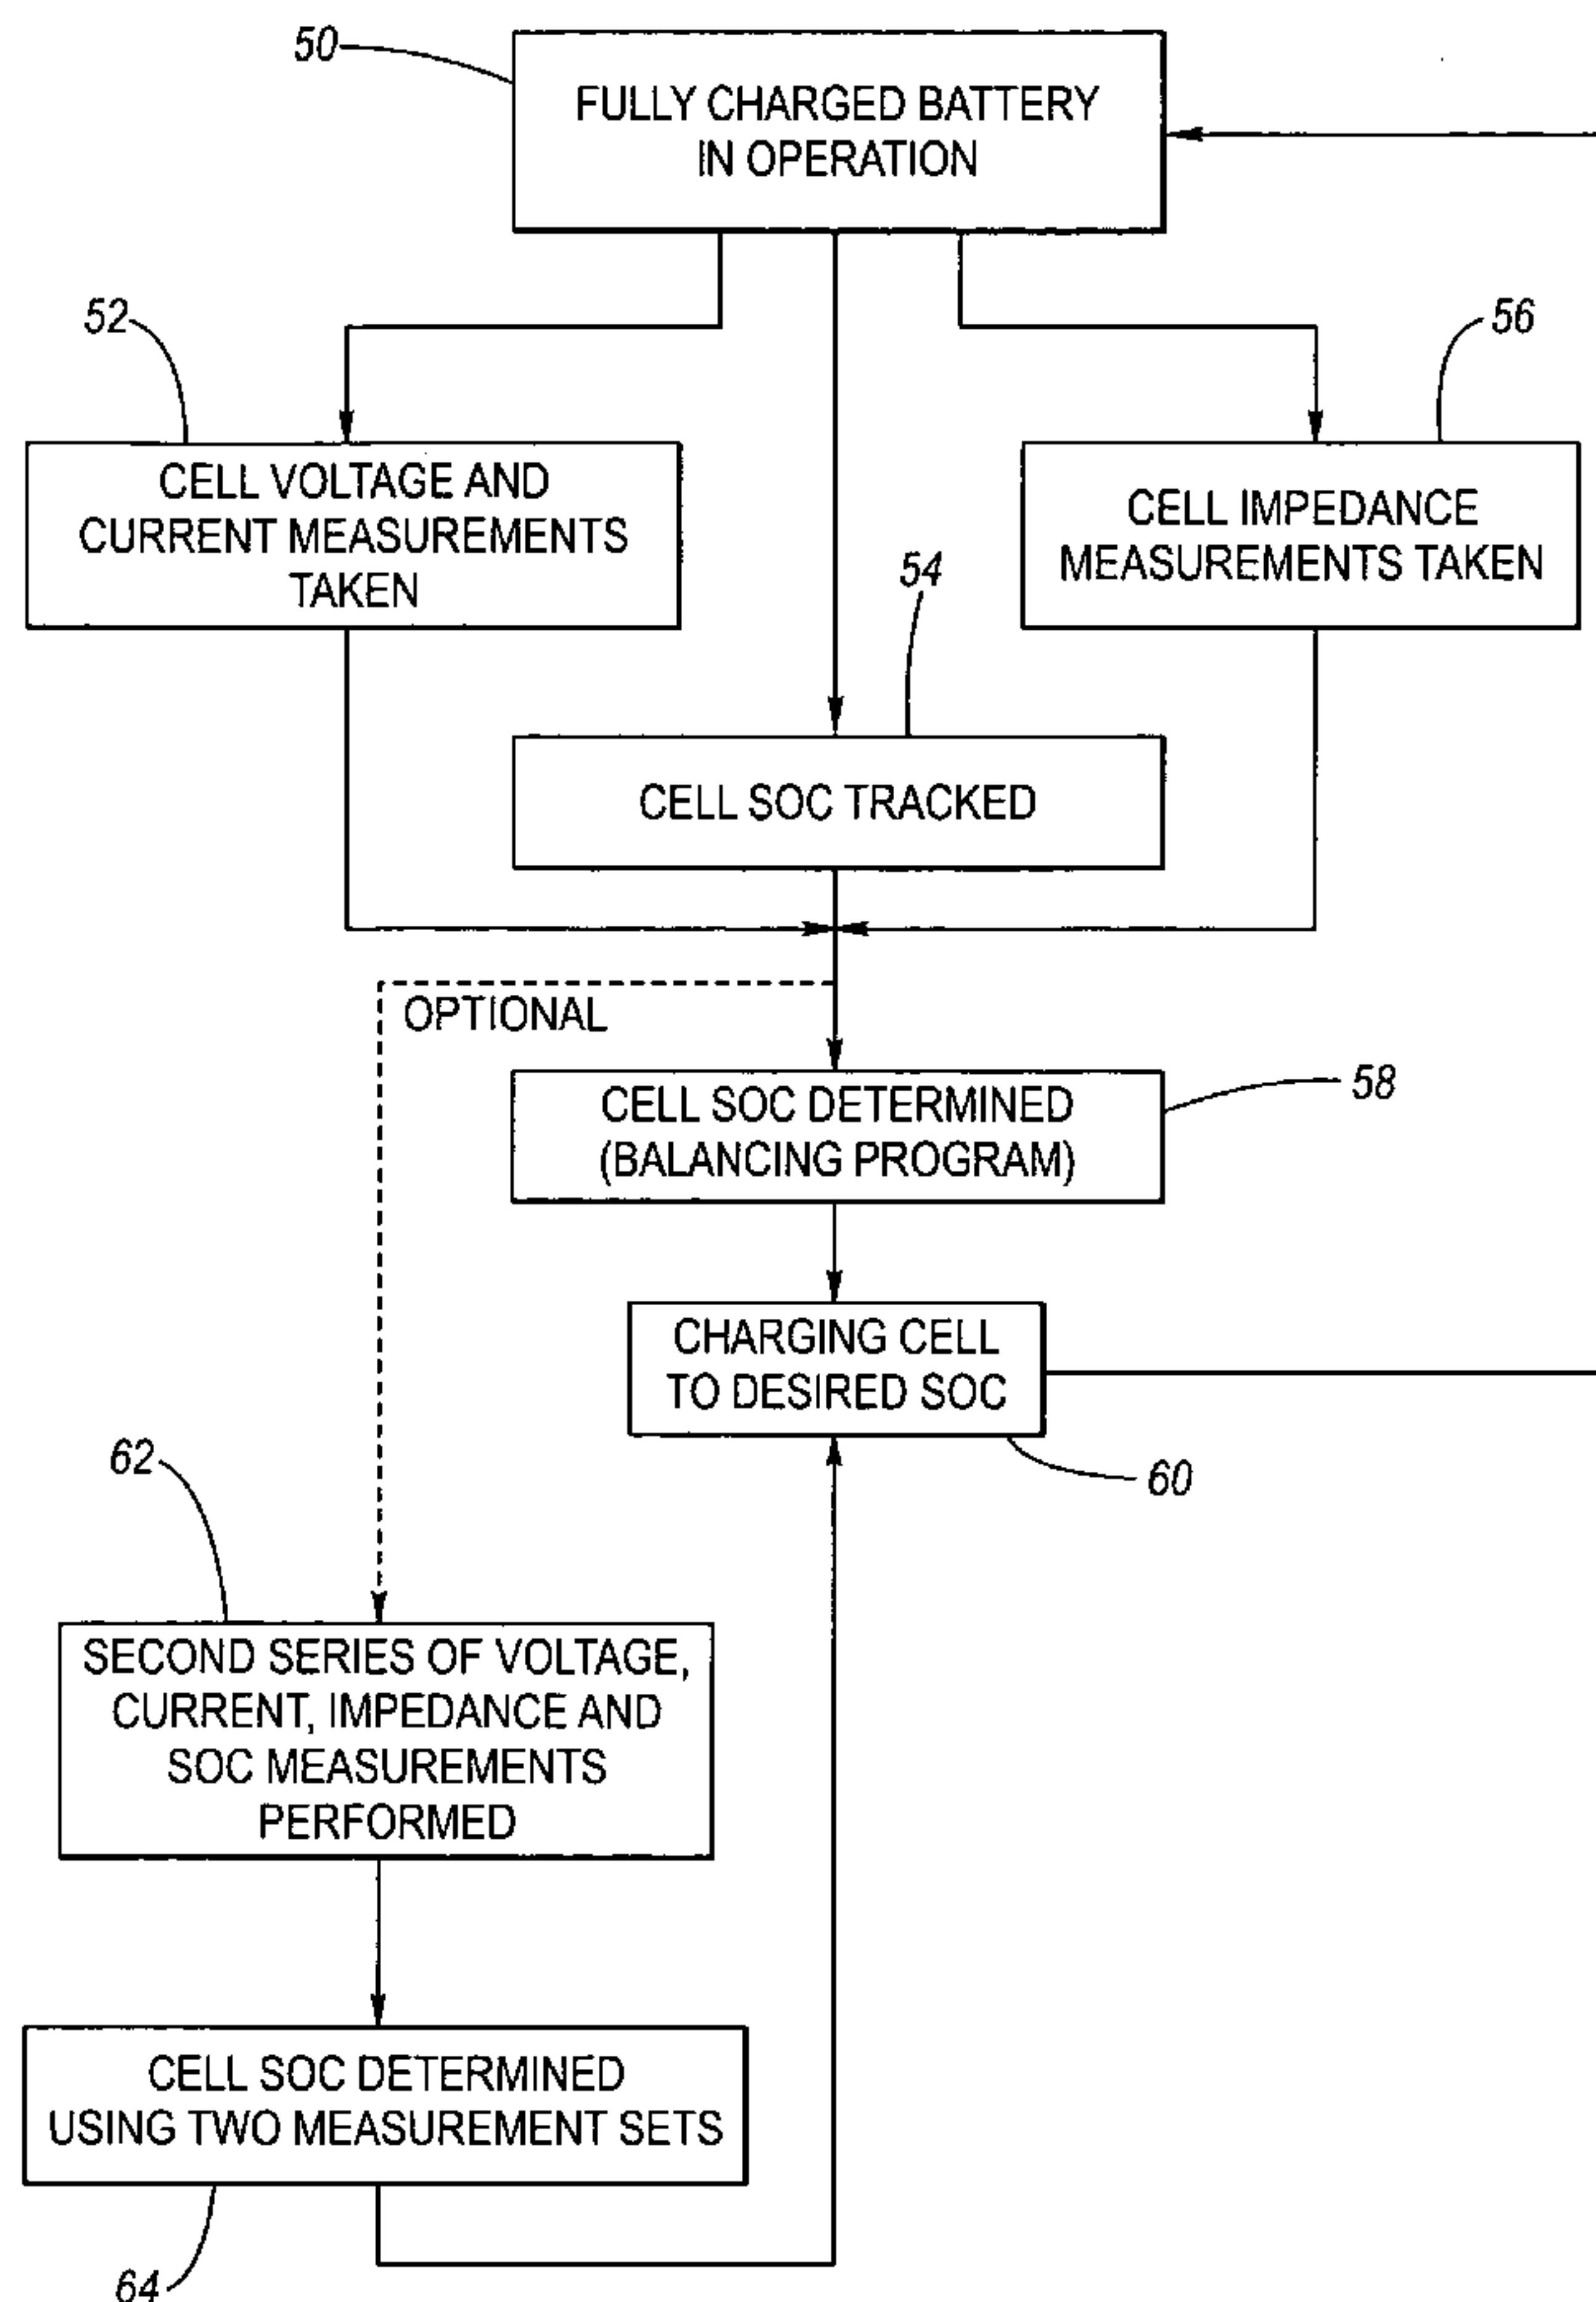 50
FULLY CHARGED BATTERY
IN OPERATION
52
56
CELL VOLTAGE AND
CURRENT MEASUREMENTS
TAKEN
CELL IMPEDANCE
MEASUREMENTS TAKEN
54
CELL SOC TRACKED
OPTIONAL
CELL SOC DETERMINED
(BALANCING PROGRAM)
58
CHARGING CELL
TO DESIRED SOC
60
62
SECOND SERIES OF VOLTAGE,
CURRENT, IMPEDANCE AND
SOC MEASUREMENTS
PERFORMED
CELL SOC DETERMINED
USING TWO MEASUREMENT SETS
64